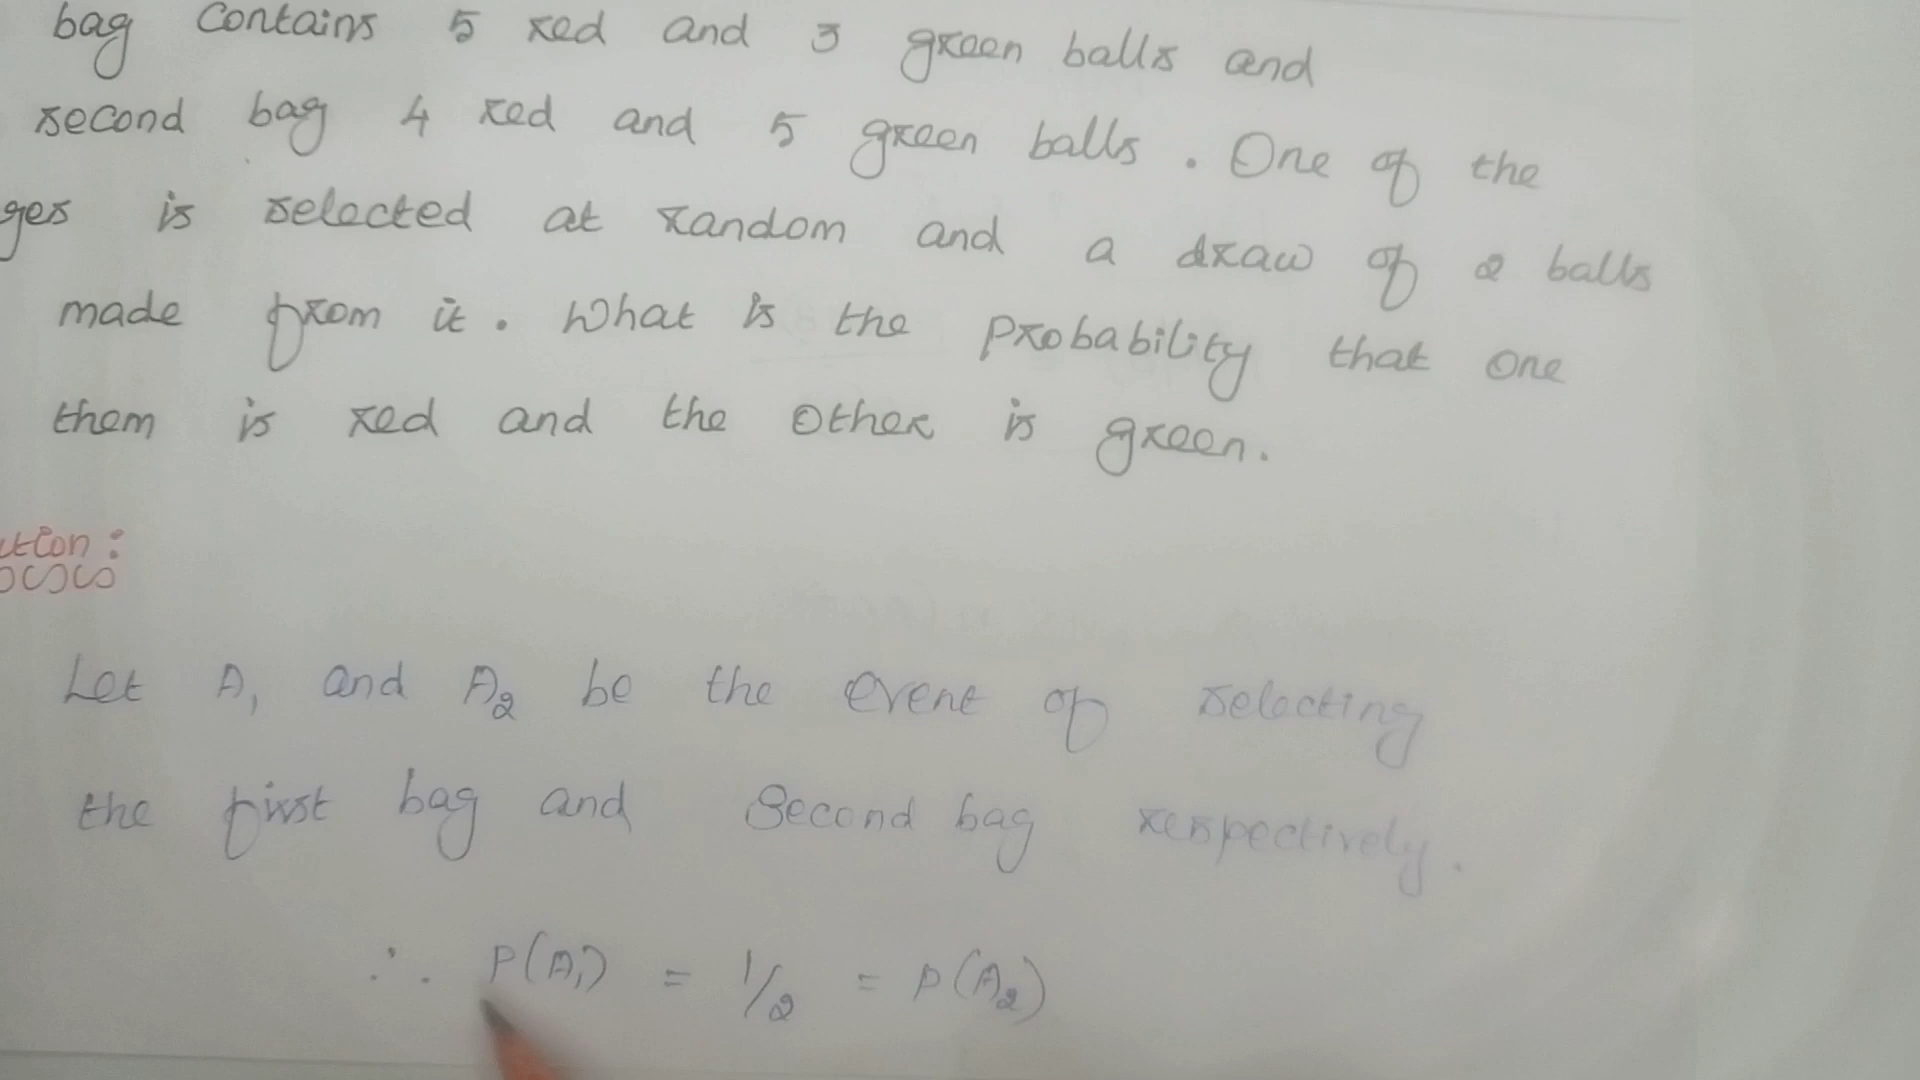 bag contains 5 red and 3 green balls and
second bag 4 red and 5 green balls. One of the
ges is selected at random and a draw of 2 balls
made from it. What is the probability that one
them is red and the other is green.
ution:
Let A1 and A2 be the event of selecting
the first bag and Second bag respectively.
∴ P(A1) = 1/2 = P(A2)